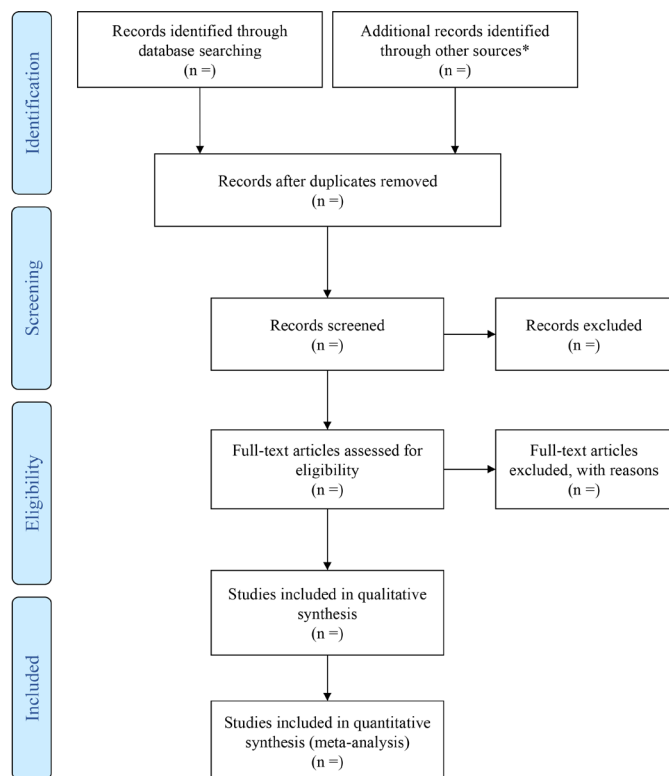 Identification
Records identified through
database searching
(n =)
Additional records identified
through other sources*
(n =)
Records after duplicates removed
(n =)
Screening
Records screened
(n =)
Records excluded
(n =)
Eligibility
Full-text articles assessed for
eligibility
(n =)
Full-text articles
excluded, with reasons
(n =)
Included
Studies included in qualitative
synthesis
(n =)
Studies included in quantitative
synthesis (meta-analysis)
(n =)